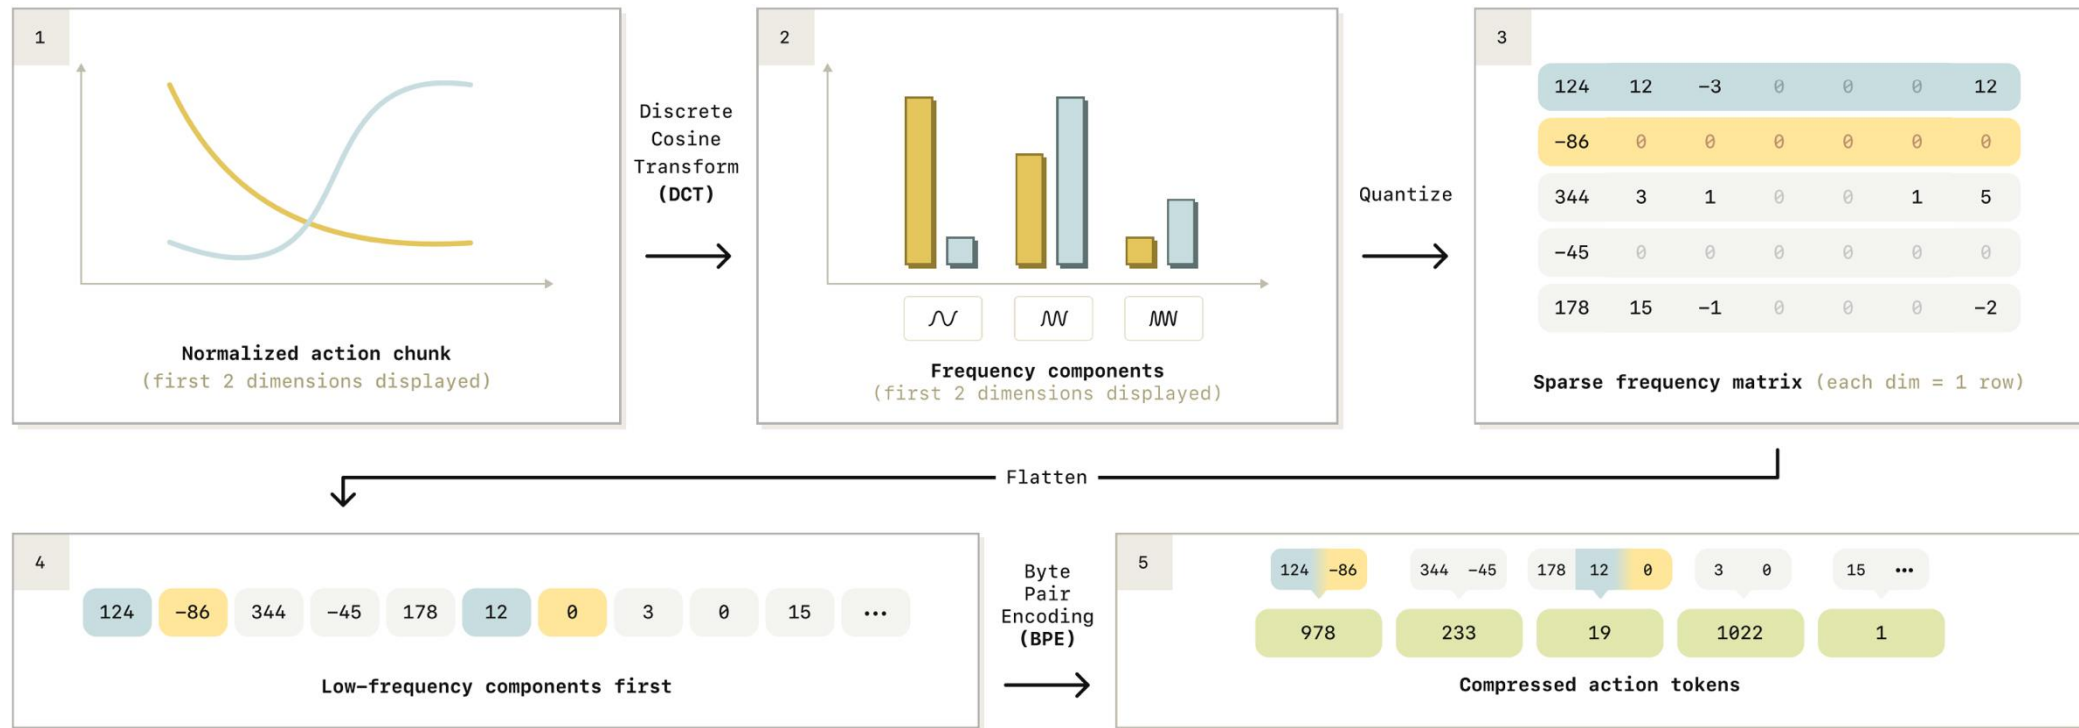 1
Normalized action chunk
(first 2 dimensions displayed)
Discrete
Cosine
Transform
(DCT)
2
Frequency components
(first 2 dimensions displayed)
Quantize
3
124 12 −3 0 0 0 12
−86 0 0 0 0 0 0
344 3 1 0 0 1 5
−45 0 0 0 0 0 0
178 15 −1 0 0 0 −2
Sparse frequency matrix (each dim = 1 row)
Flatten
4
124 −86 344 −45 178 12 0 3 0 15 •••
Low−frequency components first
Byte
Pair
Encoding
(BPE)
5
124 −86 344 −45 178 12 0 3 0 15 •••
978 233 19 1022 1
Compressed action tokens